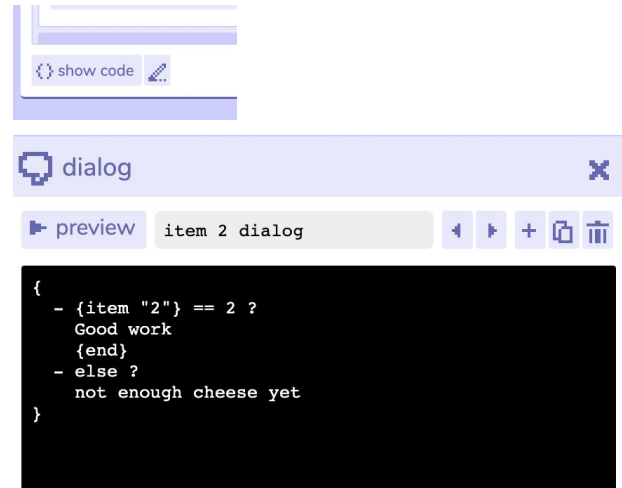 {} show code
dialog
preview
item 2 dialog
{
- {item "2"} == 2 ?
Good work
{end}
- else ?
not enough cheese yet
}